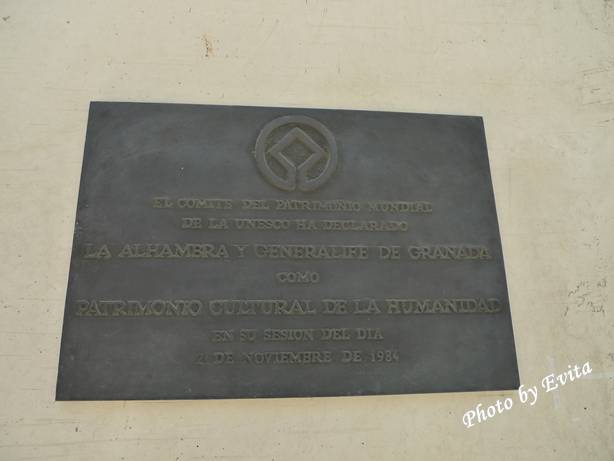 EL COMITE DEL PATRIMONIO MUNDIAL
DE LA UNESCO HA DECLARADO
LA ALHAMBRA Y GENERALIFE DE GRANADA
COMO
PATRIMONIO CULTURAL DE LA HUMANIDAD
EN SU SESION DEL DIA
DE NOVIEMBRE DE 1984
Photo by Evita